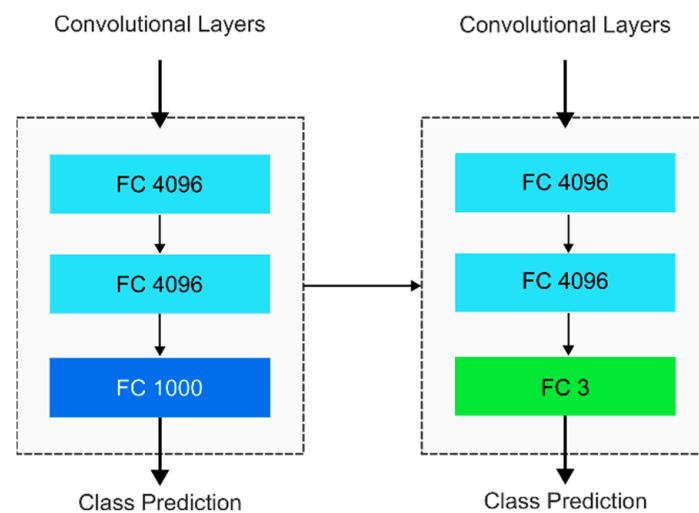 Convolutional Layers
FC 4096
FC 4096
FC 1000
Class Prediction
Convolutional Layers
FC 4096
FC 4096
FC 3
Class Prediction